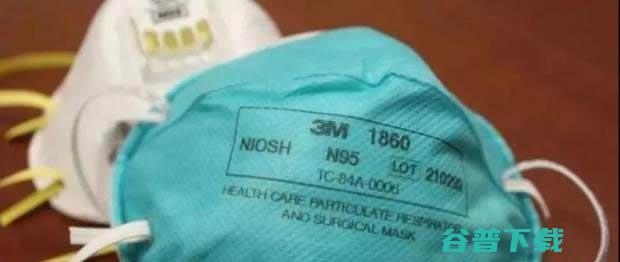 3M 1860
NIOSH N95 LOT
TC-84A-0006
HEALTH CARE PARTICULATE
AND SURGICAL MASK
谷普下载